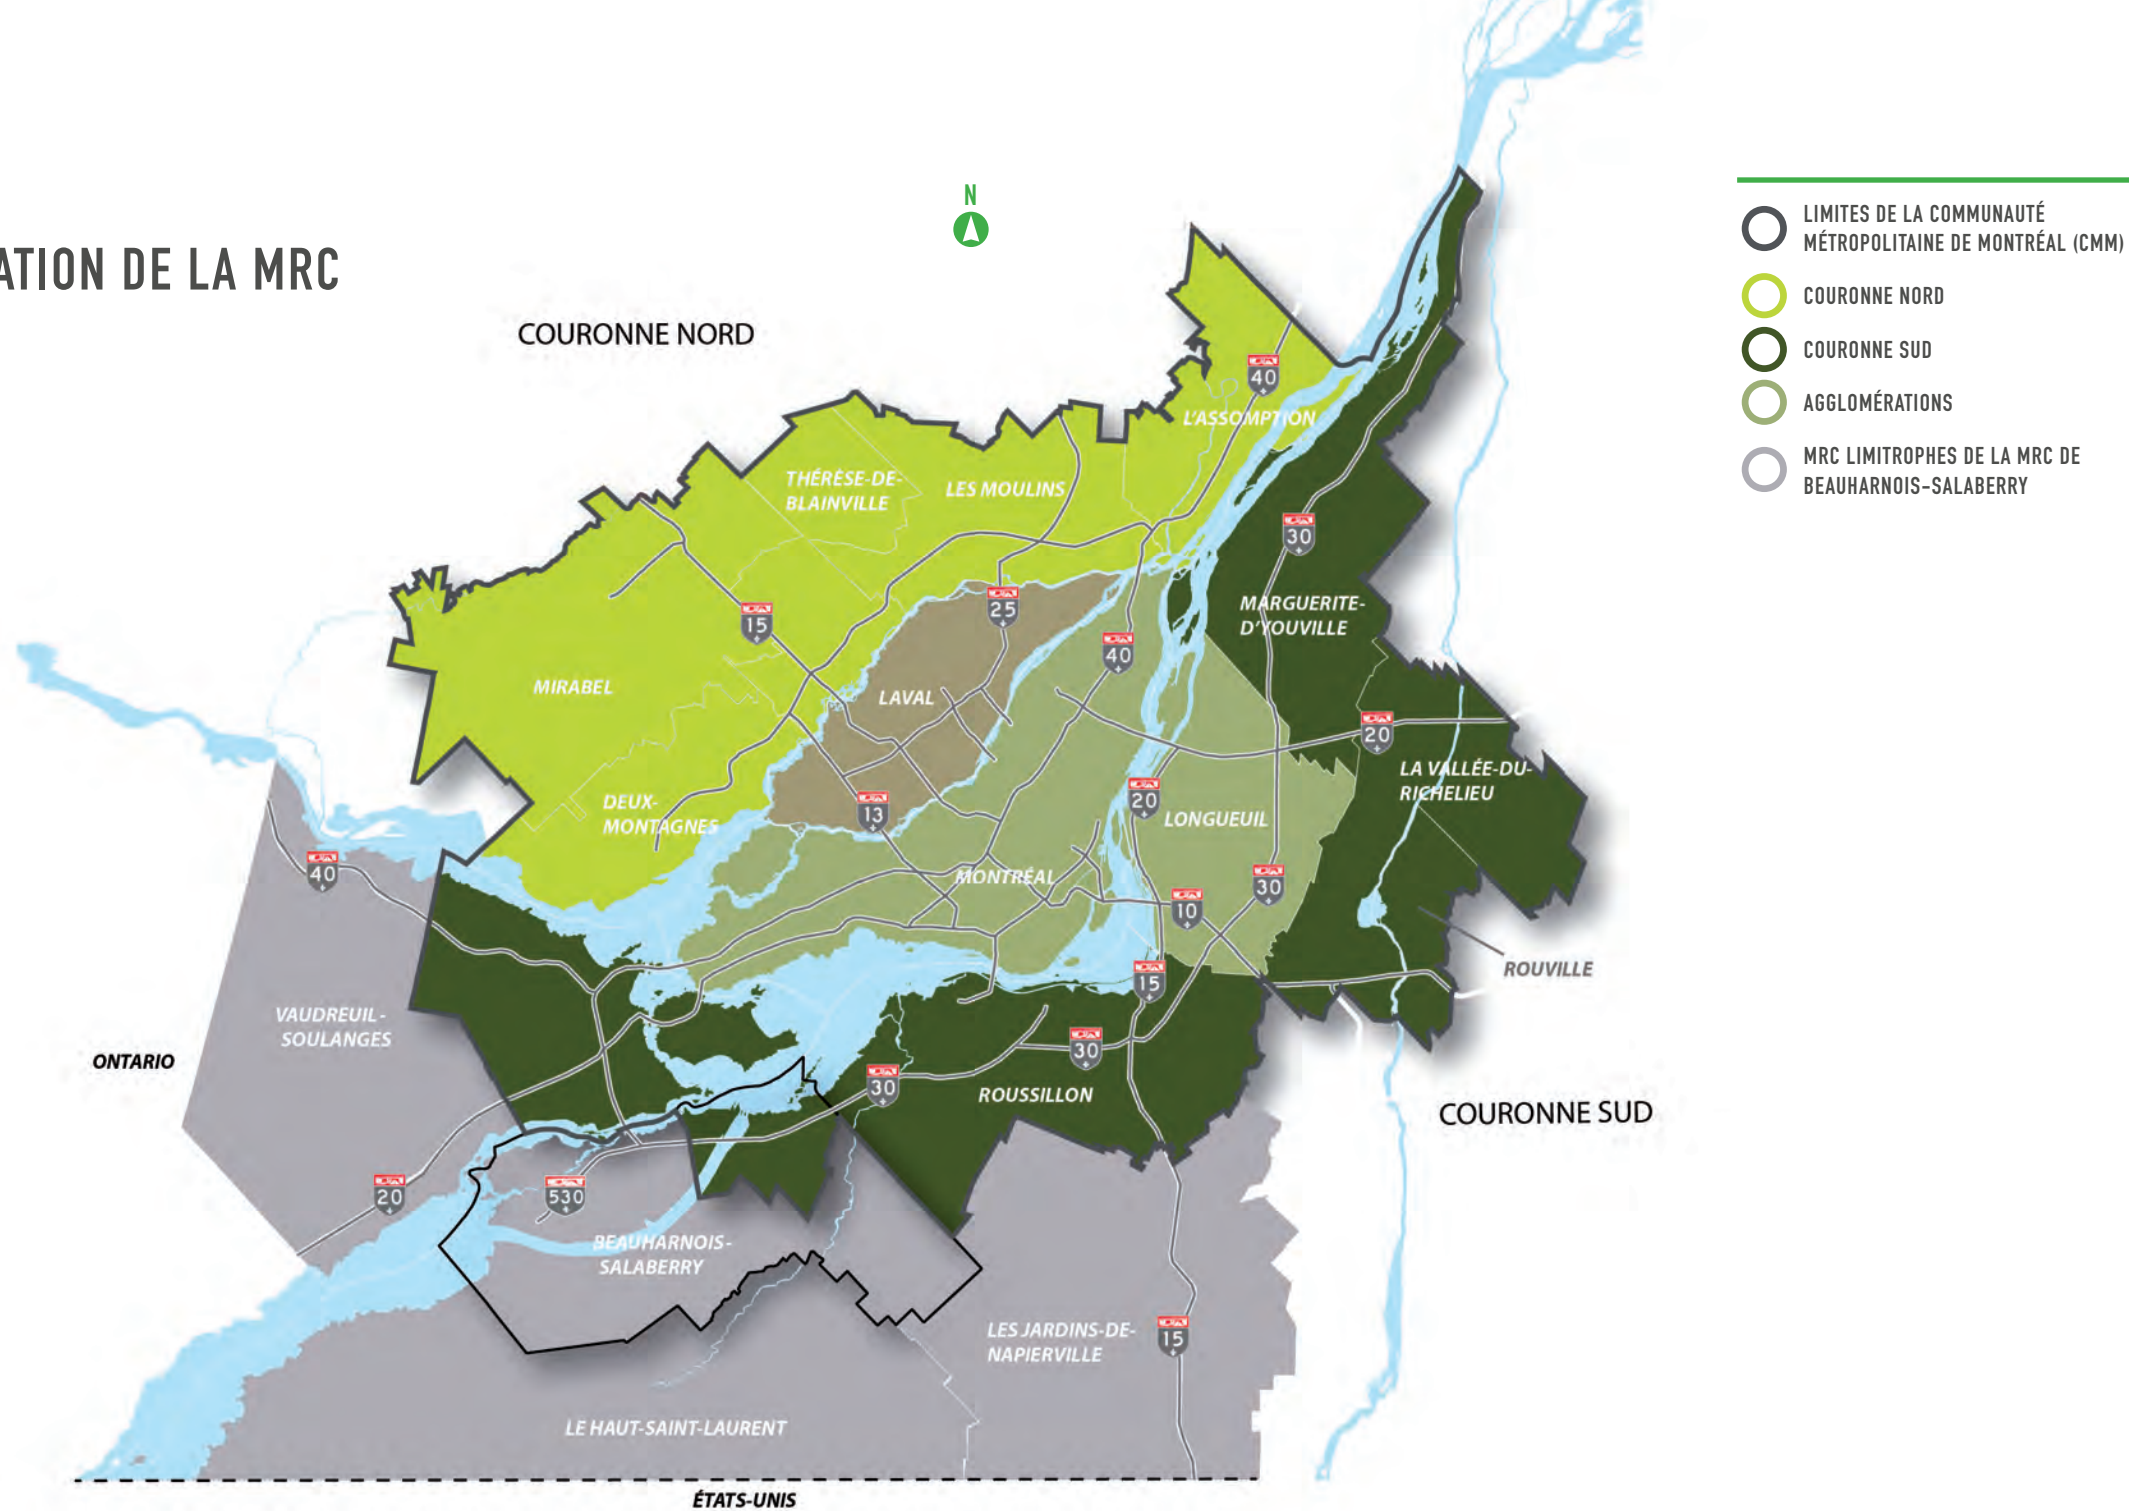 ATION DE LA MRC
N
LIMITES DE LA COMMUNAUTÉ
MÉTROPOLITAINE DE MONTRÉAL (CMM)
COURONNE NORD
COURONNE SUD
AGGLOMÉRATIONS
MRC LIMITROPHES DE LA MRC DE
BEAUHARNOIS-SALABERRY
COURONNE NORD
40
L'ASSOMPTION
THÉRÈSE-DE-
BLAINVILLE
LES MOULINS
30
25
15
MARGUERITE-
D'YOUVILLE
40
MIRABEL
LAVAL
20
LA VALLÉE-DU-
RICHELIEU
DEUX-
MONTAGNES
13
20
LONGUEUIL
40
MONTRÉAL
30
10
ROUVILLE
15
VAUDREUIL-
SOULANGES
ONTARIO
30
30
ROUSSILLON
COURONNE SUD
20
530
BEAUHARNOIS-
SALABERRY
LES JARDINS-DE-
NAPIERVILLE
15
LE HAUT-SAINT-LAURENT
ÉTATS-UNIS